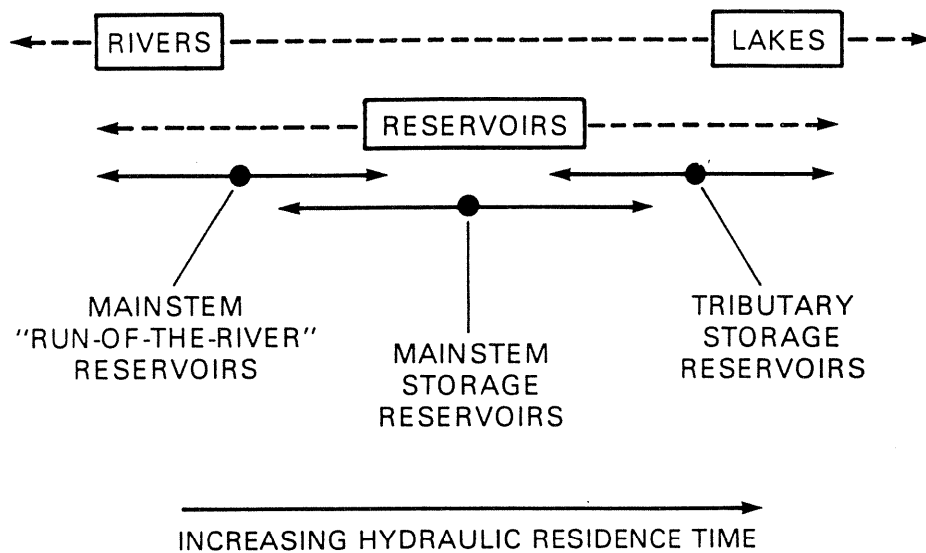 RIVERS
LAKES
RESERVOIRS
MAINSTEM
"RUN-OF-THE-RIVER"
RESERVOIRS
MAINSTEM
STORAGE
RESERVOIRS
TRIBUTARY
STORAGE
RESERVOIRS
INCREASING HYDRAULIC RESIDENCE TIME